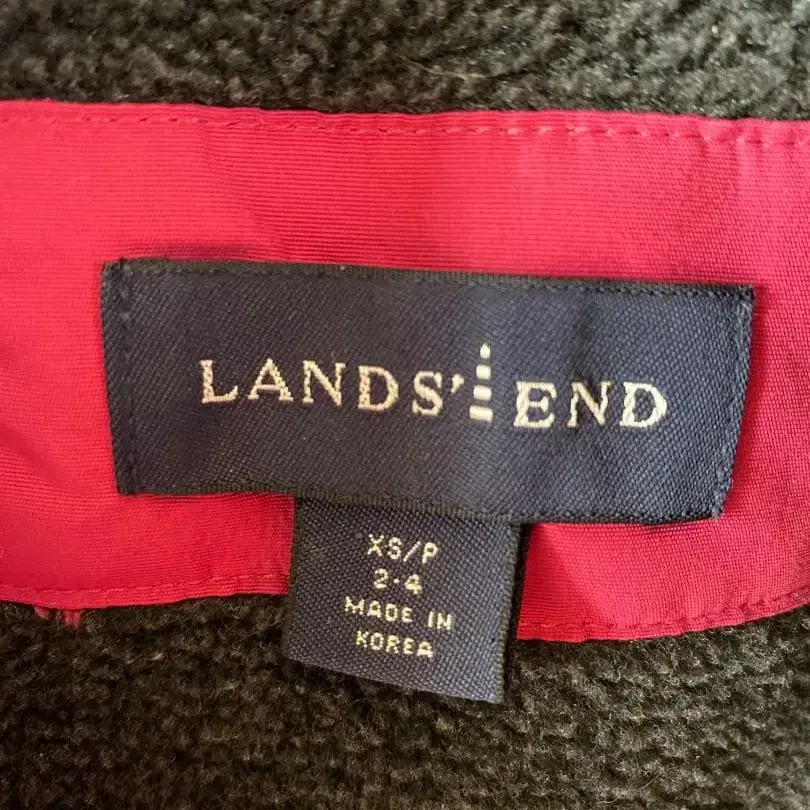 LANDS' END
XS/P
2-4
MADE IN
KOREA